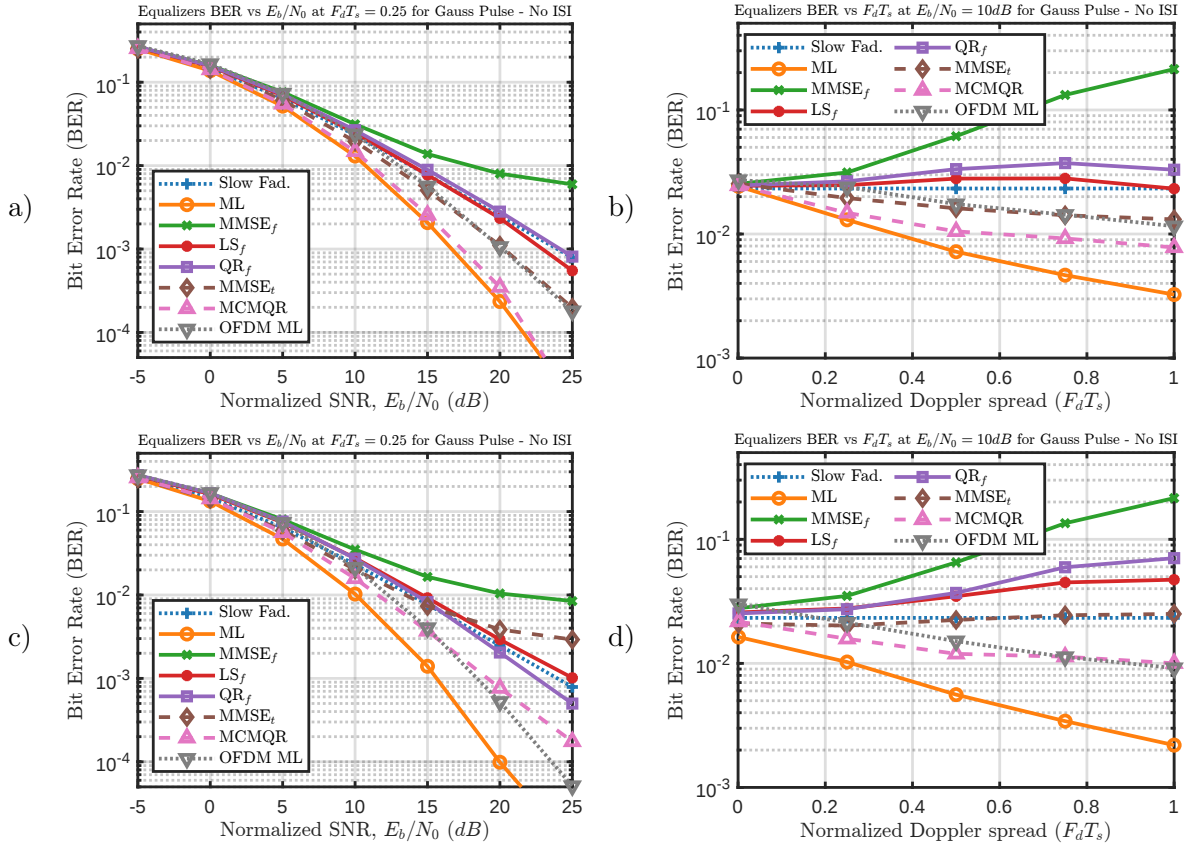 a)
Equalizers BER vs E_b/N_0 at F_dT_s = 0.25 for Gauss Pulse - No ISI
Bit Error Rate (BER)
10^-1
10^-2
10^-3
10^-4
Slow Fad.
ML
MMSE_f
LS_f
QR_f
MMSE_t
MCMQR
OFDM ML
-5 0 5 10 15 20 25
Normalized SNR, E_b/N_0 (dB)
b)
Equalizers BER vs F_dT_s at E_b/N_0 = 10dB for Gauss Pulse - No ISI
Bit Error Rate (BER)
10^-1
10^-2
10^-3
Slow Fad. QR_f
ML MMSE_t
MMSE_f MCMQR
LS_f OFDM ML
0 0.2 0.4 0.6 0.8 1
Normalized Doppler spread (F_dT_s)
c)
Equalizers BER vs E_b/N_0 at F_dT_s = 0.25 for Gauss Pulse - No ISI
Bit Error Rate (BER)
10^-1
10^-2
10^-3
10^-4
Slow Fad.
ML
MMSE_f
LS_f
QR_f
MMSE_t
MCMQR
OFDM ML
-5 0 5 10 15 20 25
Normalized SNR, E_b/N_0 (dB)
d)
Equalizers BER vs F_dT_s at E_b/N_0 = 10dB for Gauss Pulse - No ISI
Bit Error Rate (BER)
10^-1
10^-2
10^-3
Slow Fad. QR_f
ML MMSE_t
MMSE_f MCMQR
LS_f OFDM ML
0 0.2 0.4 0.6 0.8 1
Normalized Doppler spread (F_dT_s)